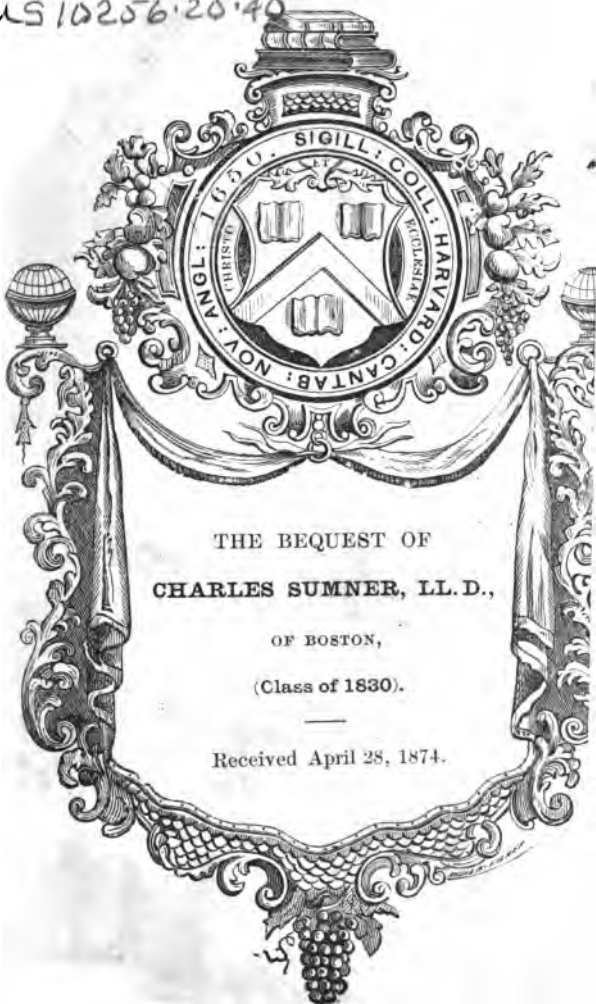 US 10256.20.40
SIGILL: COLL: HARVARD: CANTAB: NOV: ANGL: 1650.
ET
CHRISTO
ECCLESIAE
THE BEQUEST OF
CHARLES SUMNER, LL.D.,
OF BOSTON,
(Class of 1830).
Received April 28, 1874.